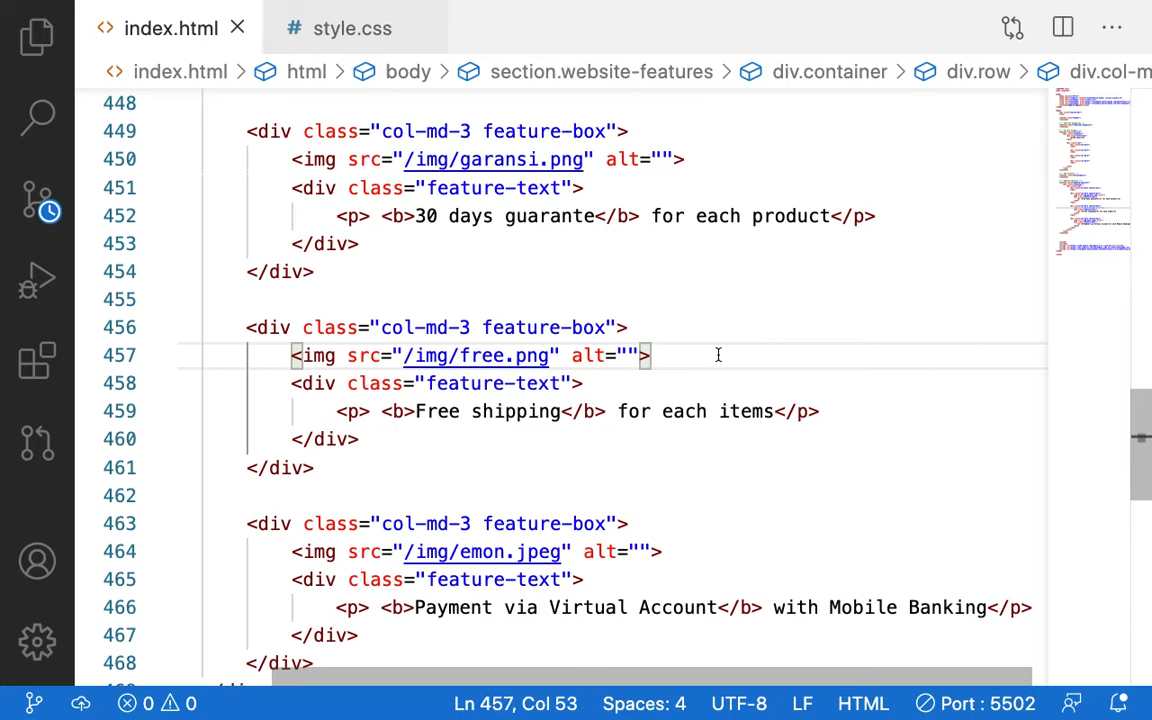 index.html
style.css
index.html html body section.website-features div.container div.row div.col-m
448
449 <div class="col-md-3 feature-box">
450 <img src="/img/garansi.png" alt="">
451 <div class="feature-text">
452 <p> <b>30 days guarante</b> for each product</p>
453 </div>
454 </div>
455
456 <div class="col-md-3 feature-box">
457 <img src="/img/free.png" alt="">
458 <div class="feature-text">
459 <p> <b>Free shipping</b> for each items</p>
460 </div>
461 </div>
462
463 <div class="col-md-3 feature-box">
464 <img src="/img/emon.jpeg" alt="">
465 <div class="feature-text">
466 <p> <b>Payment via Virtual Account</b> with Mobile Banking</p>
467 </div>
468 </div>
0 0 Ln 457, Col 53 Spaces: 4 UTF-8 LF HTML Port : 5502